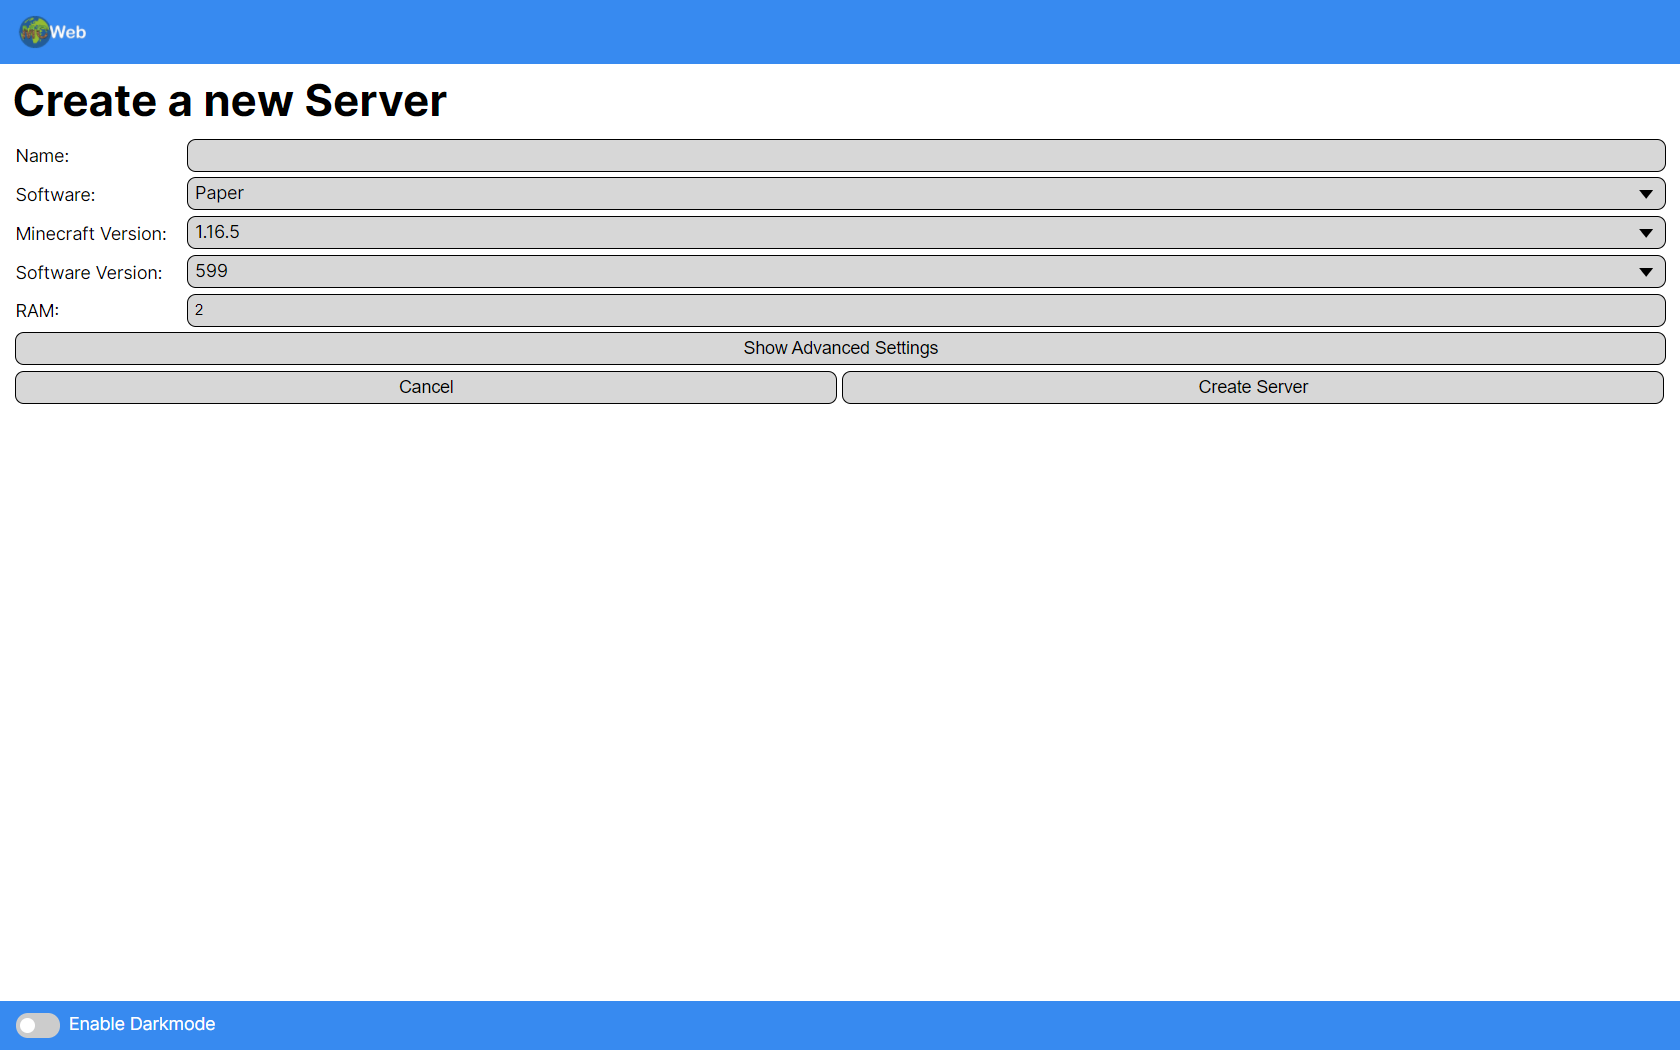 Web
Create a new Server
Name:
Software: Paper
Minecraft Version: 1.16.5
Software Version: 599
RAM: 2
Show Advanced Settings
Cancel Create Server
Enable Darkmode